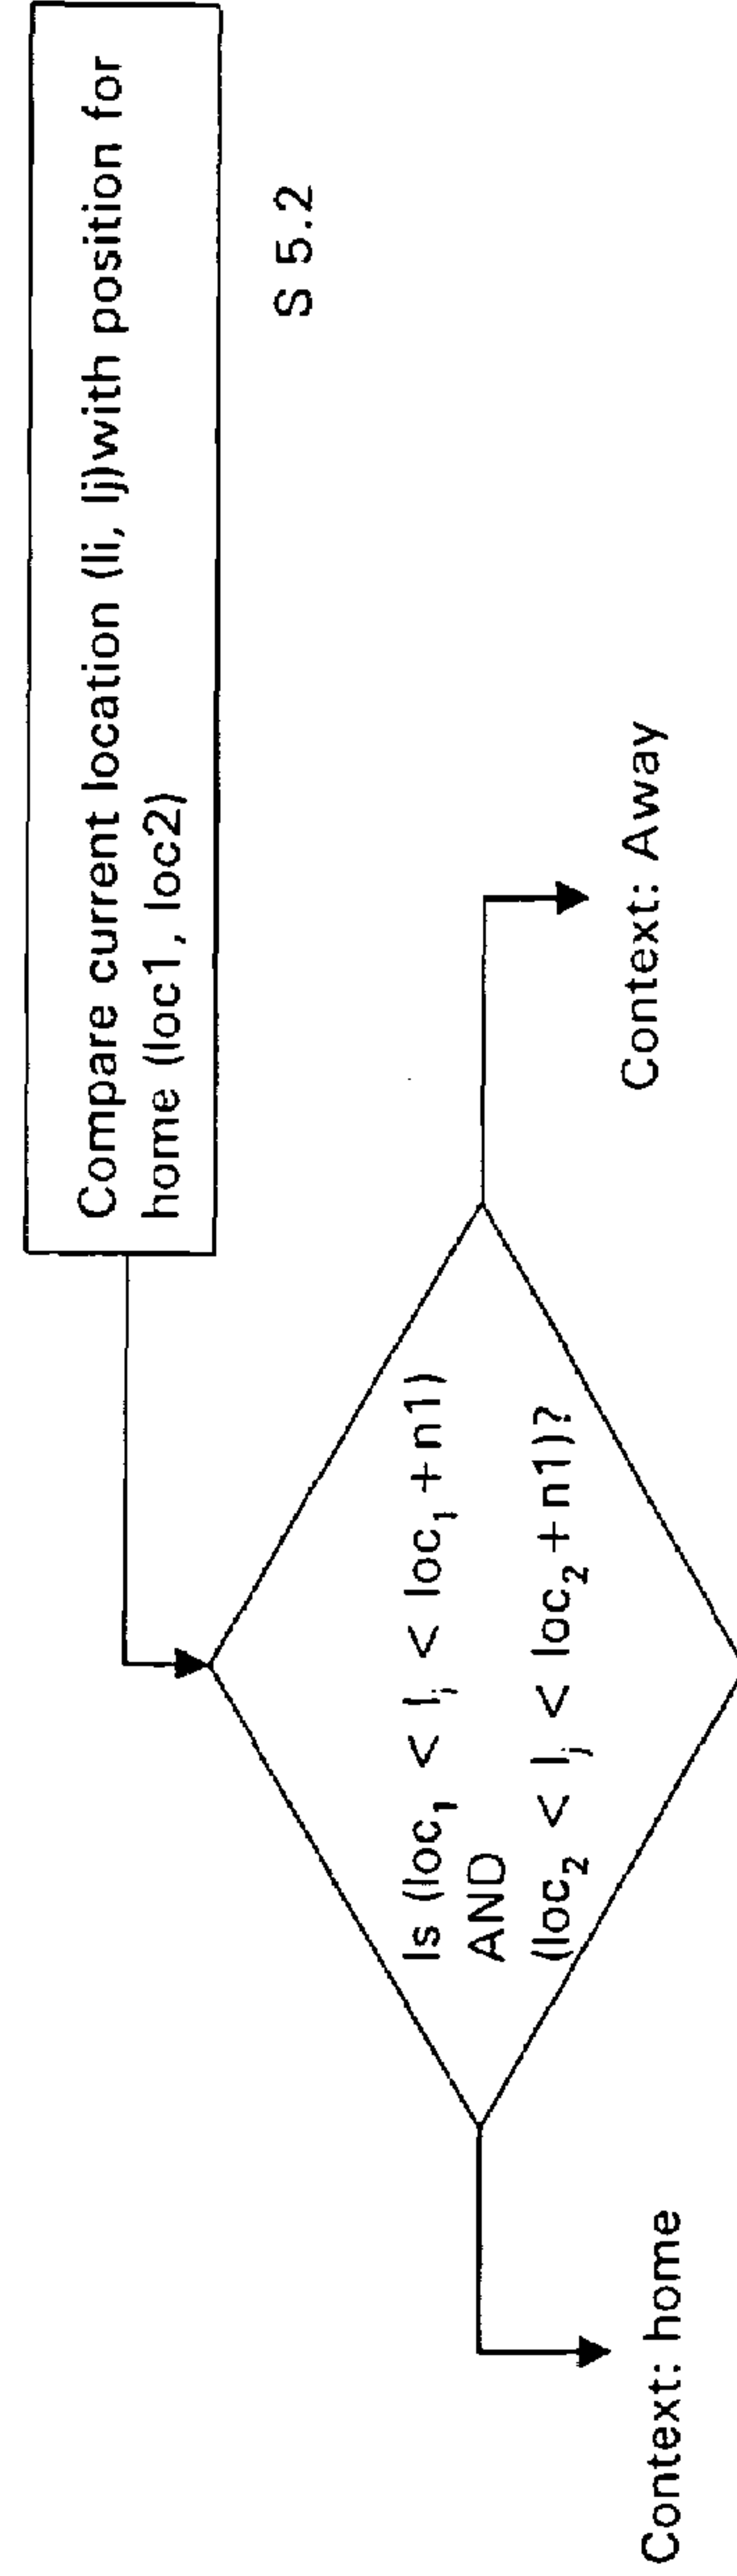 Compare current location (li, lj)with position for
home (loc1, loc2)
S 5.2
Is (loc₁ < lᵢ < loc₁ +n1)
AND
(loc₂ < lⱼ < loc₂ +n1)?
Context: home
Context: Away